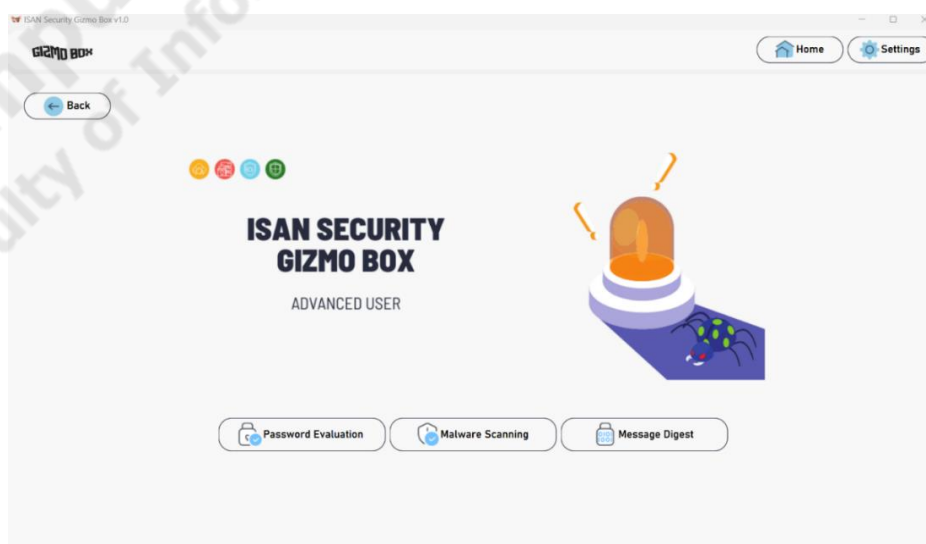 ISAN Security Gizmo Box v1.0
GIZMO BOX
Home
Settings
Back
ISAN SECURITY
GIZMO BOX
ADVANCED USER
Password Evaluation
Malware Scanning
Message Digest